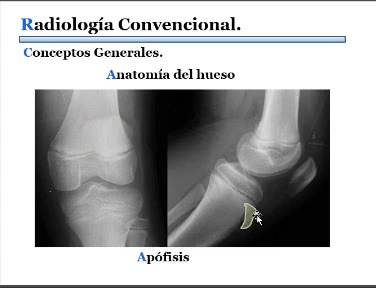 Radiología Convencional.
Conceptos Generales.
Anatomía del hueso
Apófisis